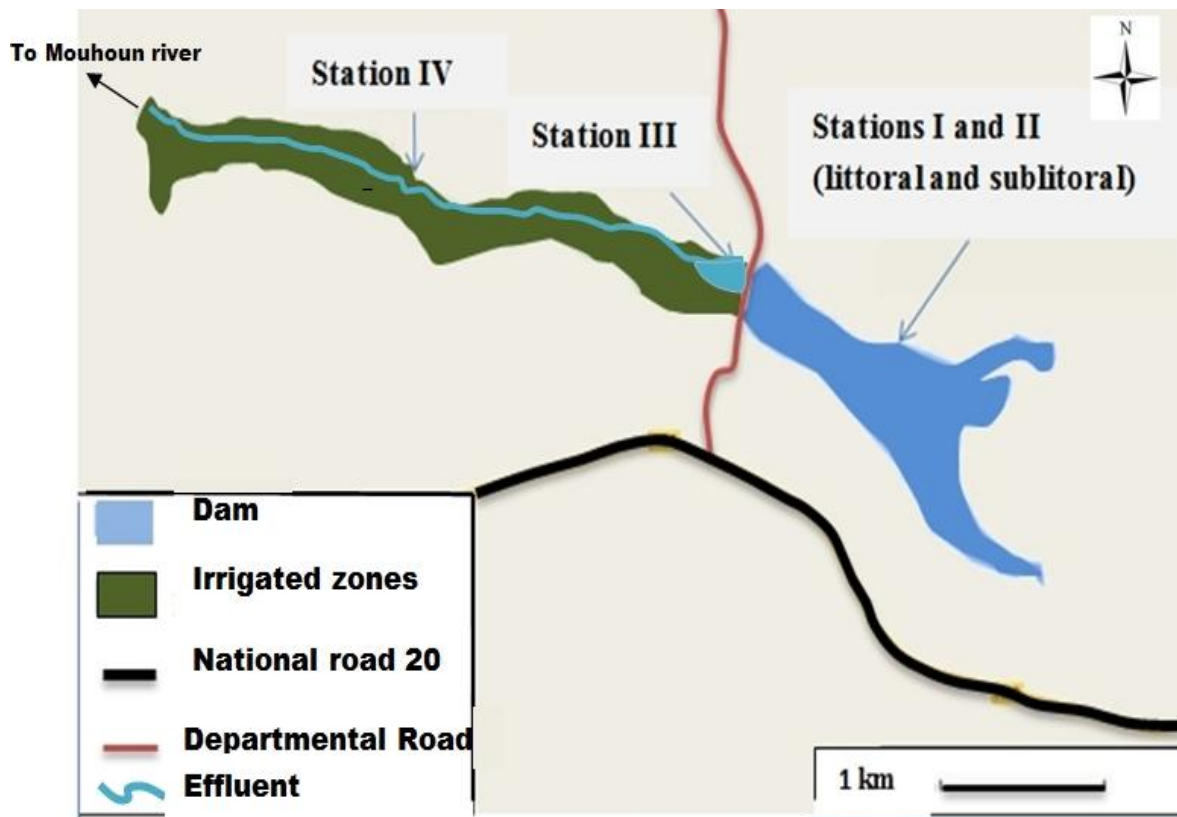 N
To Mouhoun river
Station IV
Station III
Stations I and II
(littoral and sublitoral)
Dam
Irrigated zones
National road 20
Departmental Road
Effluent
1 km